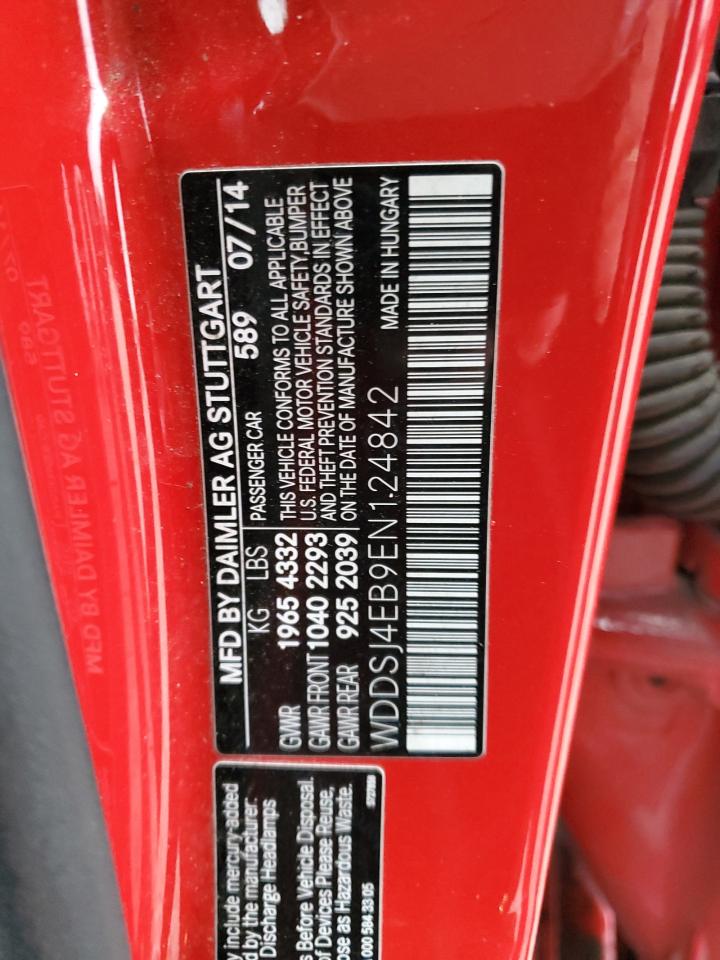 MFD BY DAIMLER AG STUTTGART
KG LBS PASSENGER CAR 589 07/14
GVWR 1965 4332 THIS VEHICLE CONFORMS TO ALL APPLICABLE
GAWR FRONT 1040 2293 U.S. FEDERAL MOTOR VEHICLE SAFETY BUMPER
GAWR REAR 925 2039 AND THEFT PREVENTION STANDARDS IN EFFECT
ON THE DATE OF MANUFACTURE SHOWN ABOVE
WDDSJ4EB9EN124842 MADE IN HUNGARY
y include mercury-added
d by the manufacturer.
Discharge Headlamps
s Before Vehicle Disposal.
of Devices Please Reuse,
ose as Hazardous Waste.
000 584 33 05